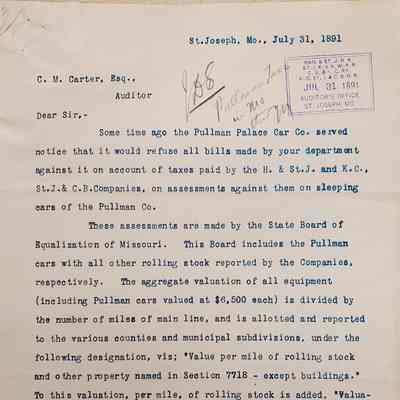 St.Joseph, Mo., July 31, 1891
C. M. Carter, Esq.,
Auditor
JUL 31 1891
AUDITOR'S OFFICE
ST. JOSEPH, MO.
Pullman Taxes
in Mo
Dear Sir,-
Some time ago the Pullman Palace Car Co. served
notice that it would refuse all bills made by your department
against it on account of taxes paid by the H. & St.J. and K.C.,
St.J.& C.B.Companies, on assessments against them on sleeping
cars of the Pullman Co.
These assessments are made by the State Board of
Equalization of Missouri. This Board includes the Pullman
cars with all other rolling stock reported by the Companies,
respectively. The aggregate valuation of all equipment
(including Pullman cars valued at $6,500 each) is divided by
the number of miles of main line, and is allotted and reported
to the various counties and municipal subdivisions, under the
following designation, vis; "Value per mile of rolling stock
and other property named in Section 7718 - except buildings."
To this valuation, per mile, of rolling stock is added, "Valua-